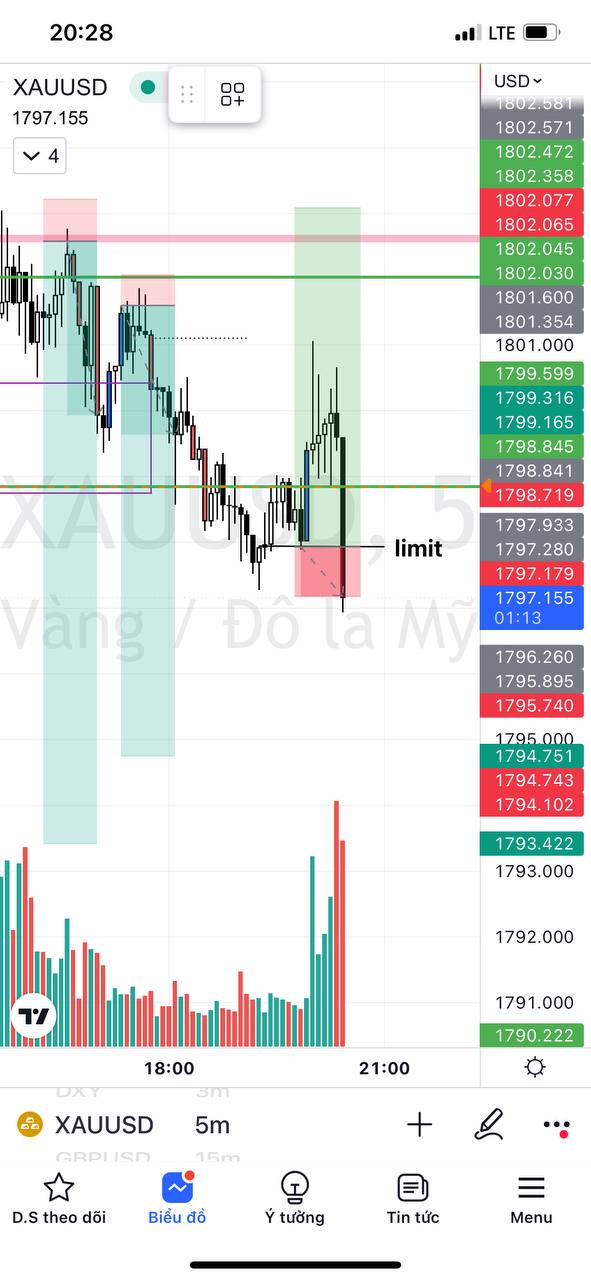 20:28
LTE
XAUUSD
1797.155
4
USD
1802.581
1802.571
1802.472
1802.358
1802.077
1802.065
1802.045
1802.030
1801.600
1801.354
1801.000
1799.599
1799.316
1799.165
1798.845
1798.841
1798.719
1797.933
1797.280
1797.179
1797.155
01:13
1796.260
1795.895
1795.740
1795.000
1794.751
1794.743
1794.102
1793.422
1793.000
1792.000
1791.000
1790.222
XAUUSD, 5
Vàng / Đô la Mỹ
limit
18:00
21:00
DXY 3m
XAUUSD 5m
GBPUSD 15m
D.S theo dõi
Biểu đồ
Ý tưởng
Tin tức
Menu